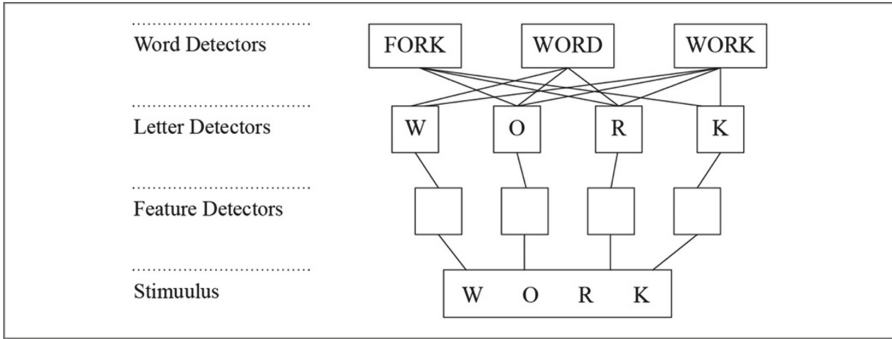 Word Detectors FORK WORD WORK
Letter Detectors W O R K
Feature Detectors
Stimuulus W O R K